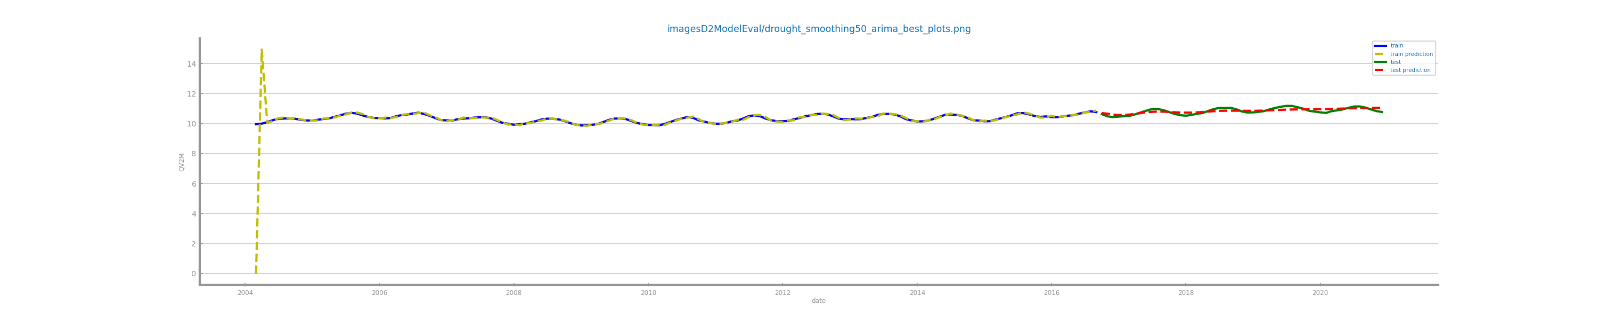 imagesD2ModelEval/drought_smoothing50_arima_best_plots.png
train
train prediction
test
test prediction
14
12
10
8
6
4
2
0
QV2M
2004 2006 2008 2010 2012 2014 2016 2018 2020
date